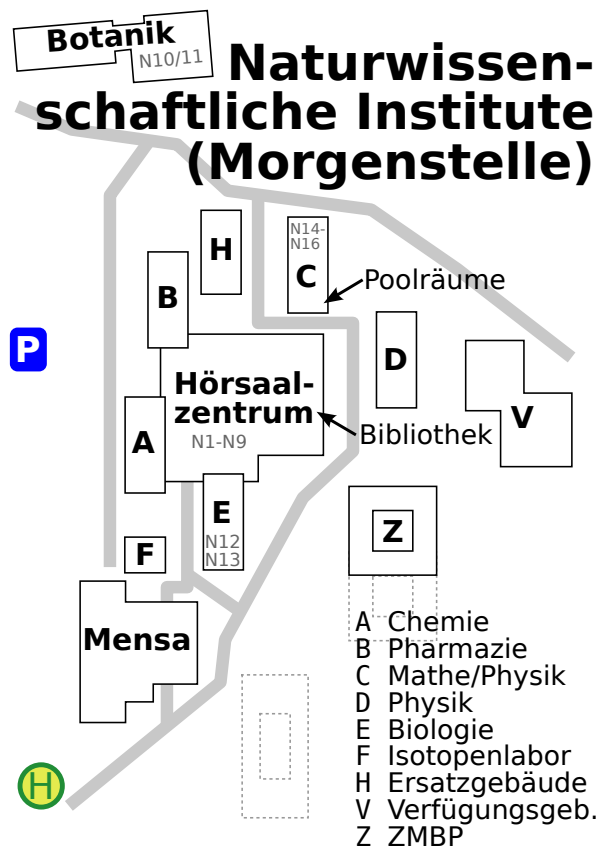 Botanik
N10/11
Naturwissen-
schaftliche Institute
(Morgenstelle)
H
N14-
N16
C
B
Poolräume
P
D
Hörsaal-
zentrum
N1-N9
A
Bibliothek
V
E
N12
N13
Z
F
Mensa
H
A Chemie
B Pharmazie
C Mathe/Physik
D Physik
E Biologie
F Isotopenlabor
H Ersatzgebäude
V Verfügungsgeb.
Z ZMBP